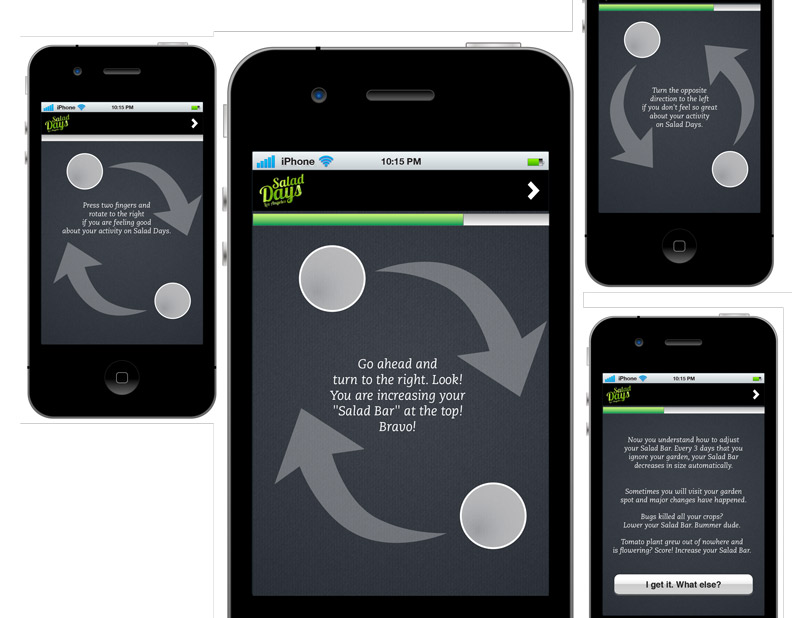 iPhone
10:15 PM
Salad
Days
Press two fingers and
rotate to the right
if you are feeling good
about your activity on Salad Days.
iPhone
10:15 PM
Salad
Days
Los Angeles
Go ahead and
turn to the right. Look!
You are increasing your
"Salad Bar" at the top!
Bravo!
Turn the opposite
direction to the left
if you don't feel so great
about your activity
on Salad Days.
iPhone
10:15 PM
Salad
Days
Now you understand how to adjust
your Salad Bar. Every 3 days that you
ignore your garden, your Salad Bar
decreases in size automatically.
Sometimes you will visit your garden
spot and major changes have happened.
Bugs killed all your crops?
Lower your Salad Bar. Bummer dude.
Tomato plant grew out of nowhere and
is flowering? Score! Increase your Salad Bar.
I get it. What else?